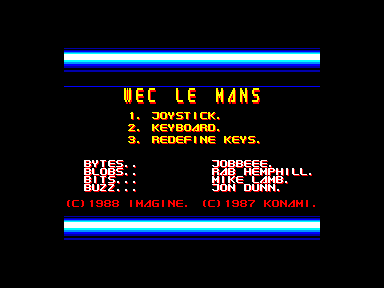 WEC LE MANS
1. JOYSTICK.
2. KEYBOARD.
3. REDEFINE KEYS.
BYTES.. JOBBEEE.
BLOBS.. RAB HEMPHILL.
BITS... MIKE LAMB.
BUZZ... JON DUNN.
(C)1988 IMAGINE. (C)1987 KONAMI.